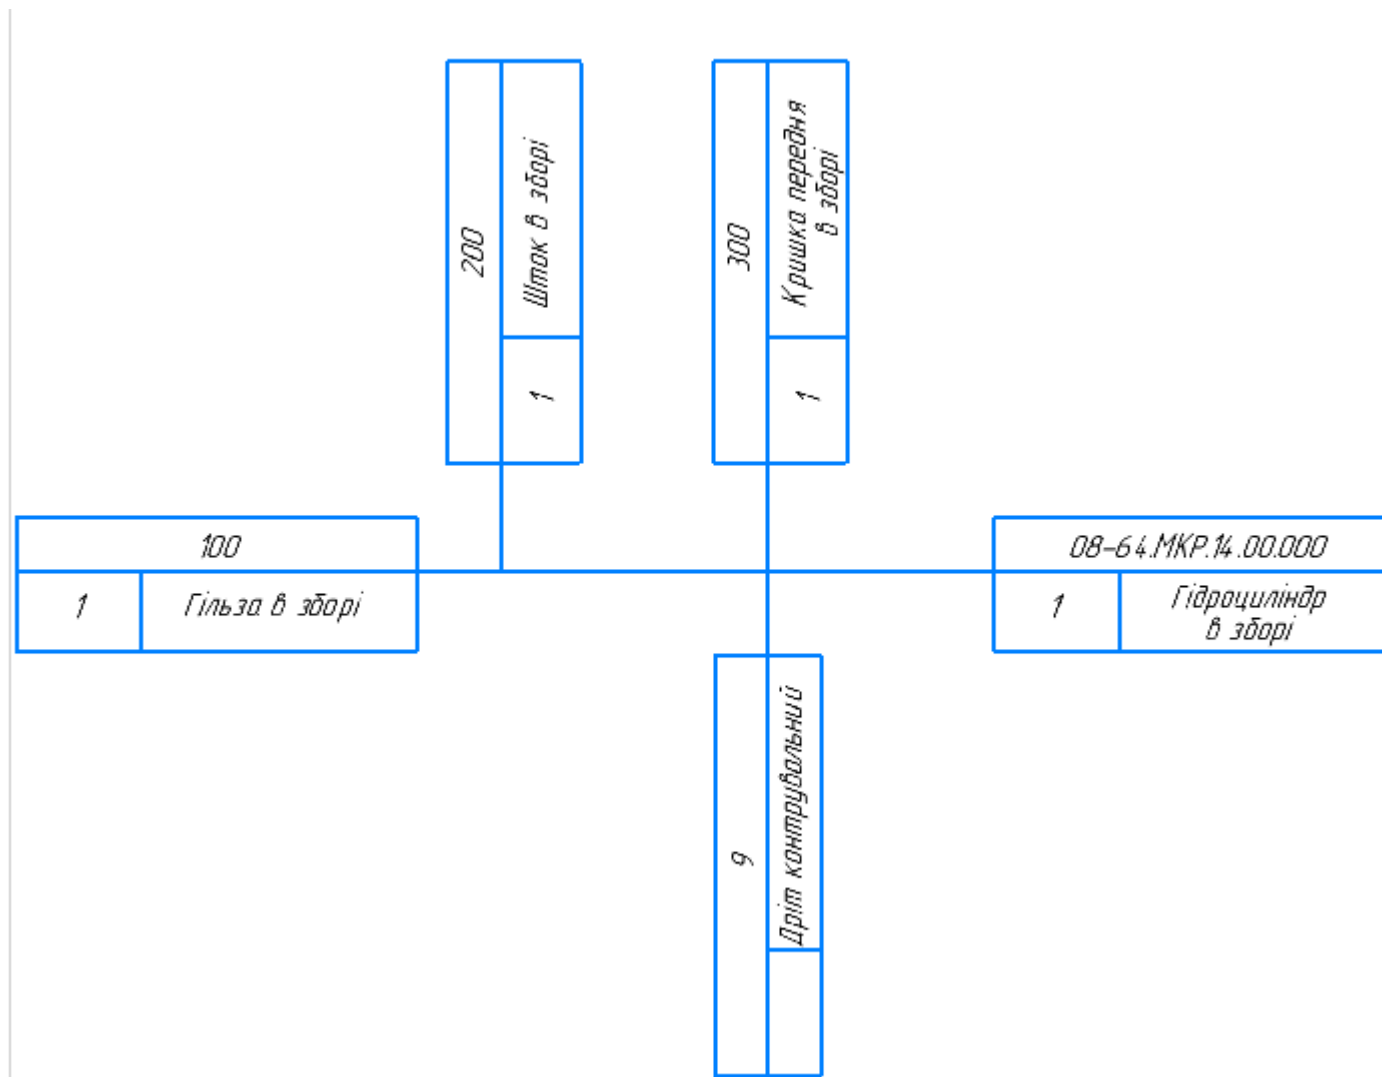 200
Шток в зборі
1
300
Кришка передня
в зборі
1
100
1
Гільза в зборі
08-64.МКР.14.00.000
1
Гідроциліндр
в зборі
9
Дріт контрувольний